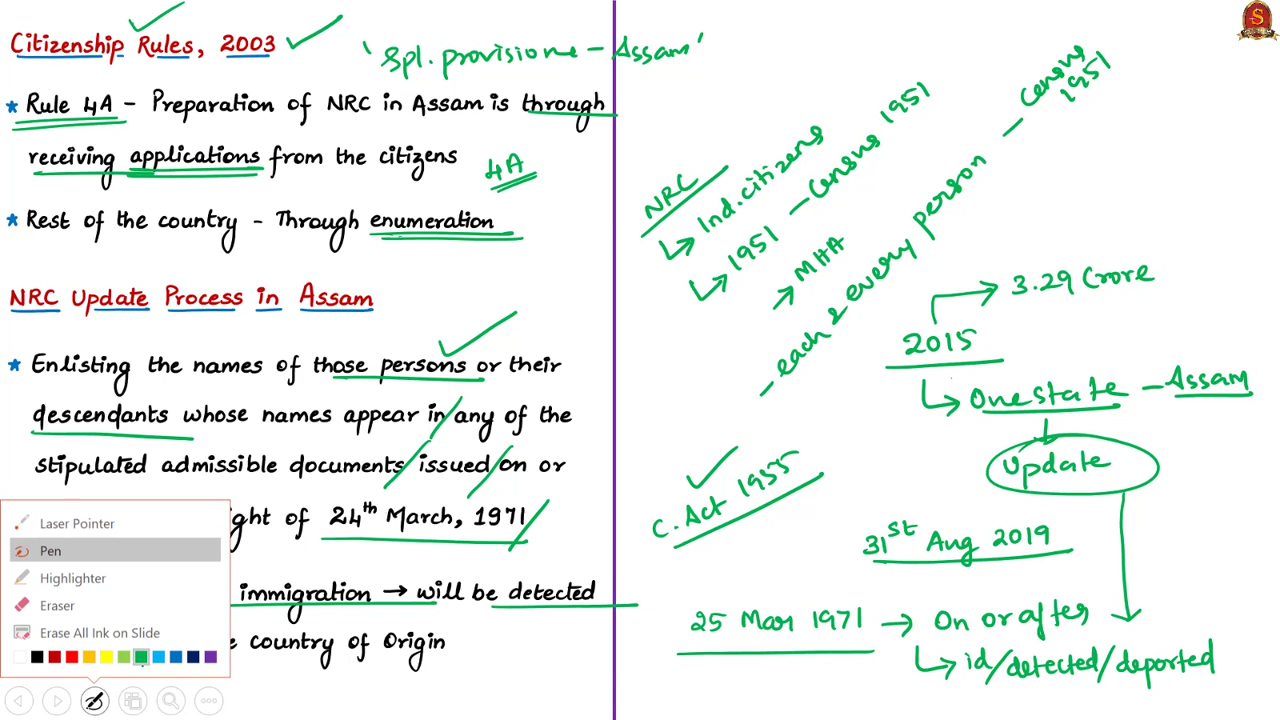 Citizenship Rules, 2003
'Spl. provisione - Assam'
* Rule 4A - Preparation of NRC in Assam is through
receiving applications from the citizens
4A
* Rest of the country - Through enumeration
NRC Update Process in Assam
* Enlisting the names of those persons or their
descendants whose names appear in any of the
stipulated admissible documents issued on or
ght of 24th March, 1971
immigration → will be detected
country of Origin
Laser Pointer
Pen
Highlighter
Eraser
Erase All Ink on Slide
NRC
↳ Ind. citizens
↳ 1951 - Census 1951
→ MHA
- each & every person - Census 1951
2015 → 3.29 Crore
↳ One state - Assam
Update
C. Act 1955
31st Aug 2019
25 Mar 1971 → On or after
↳ id/detected/deported
S